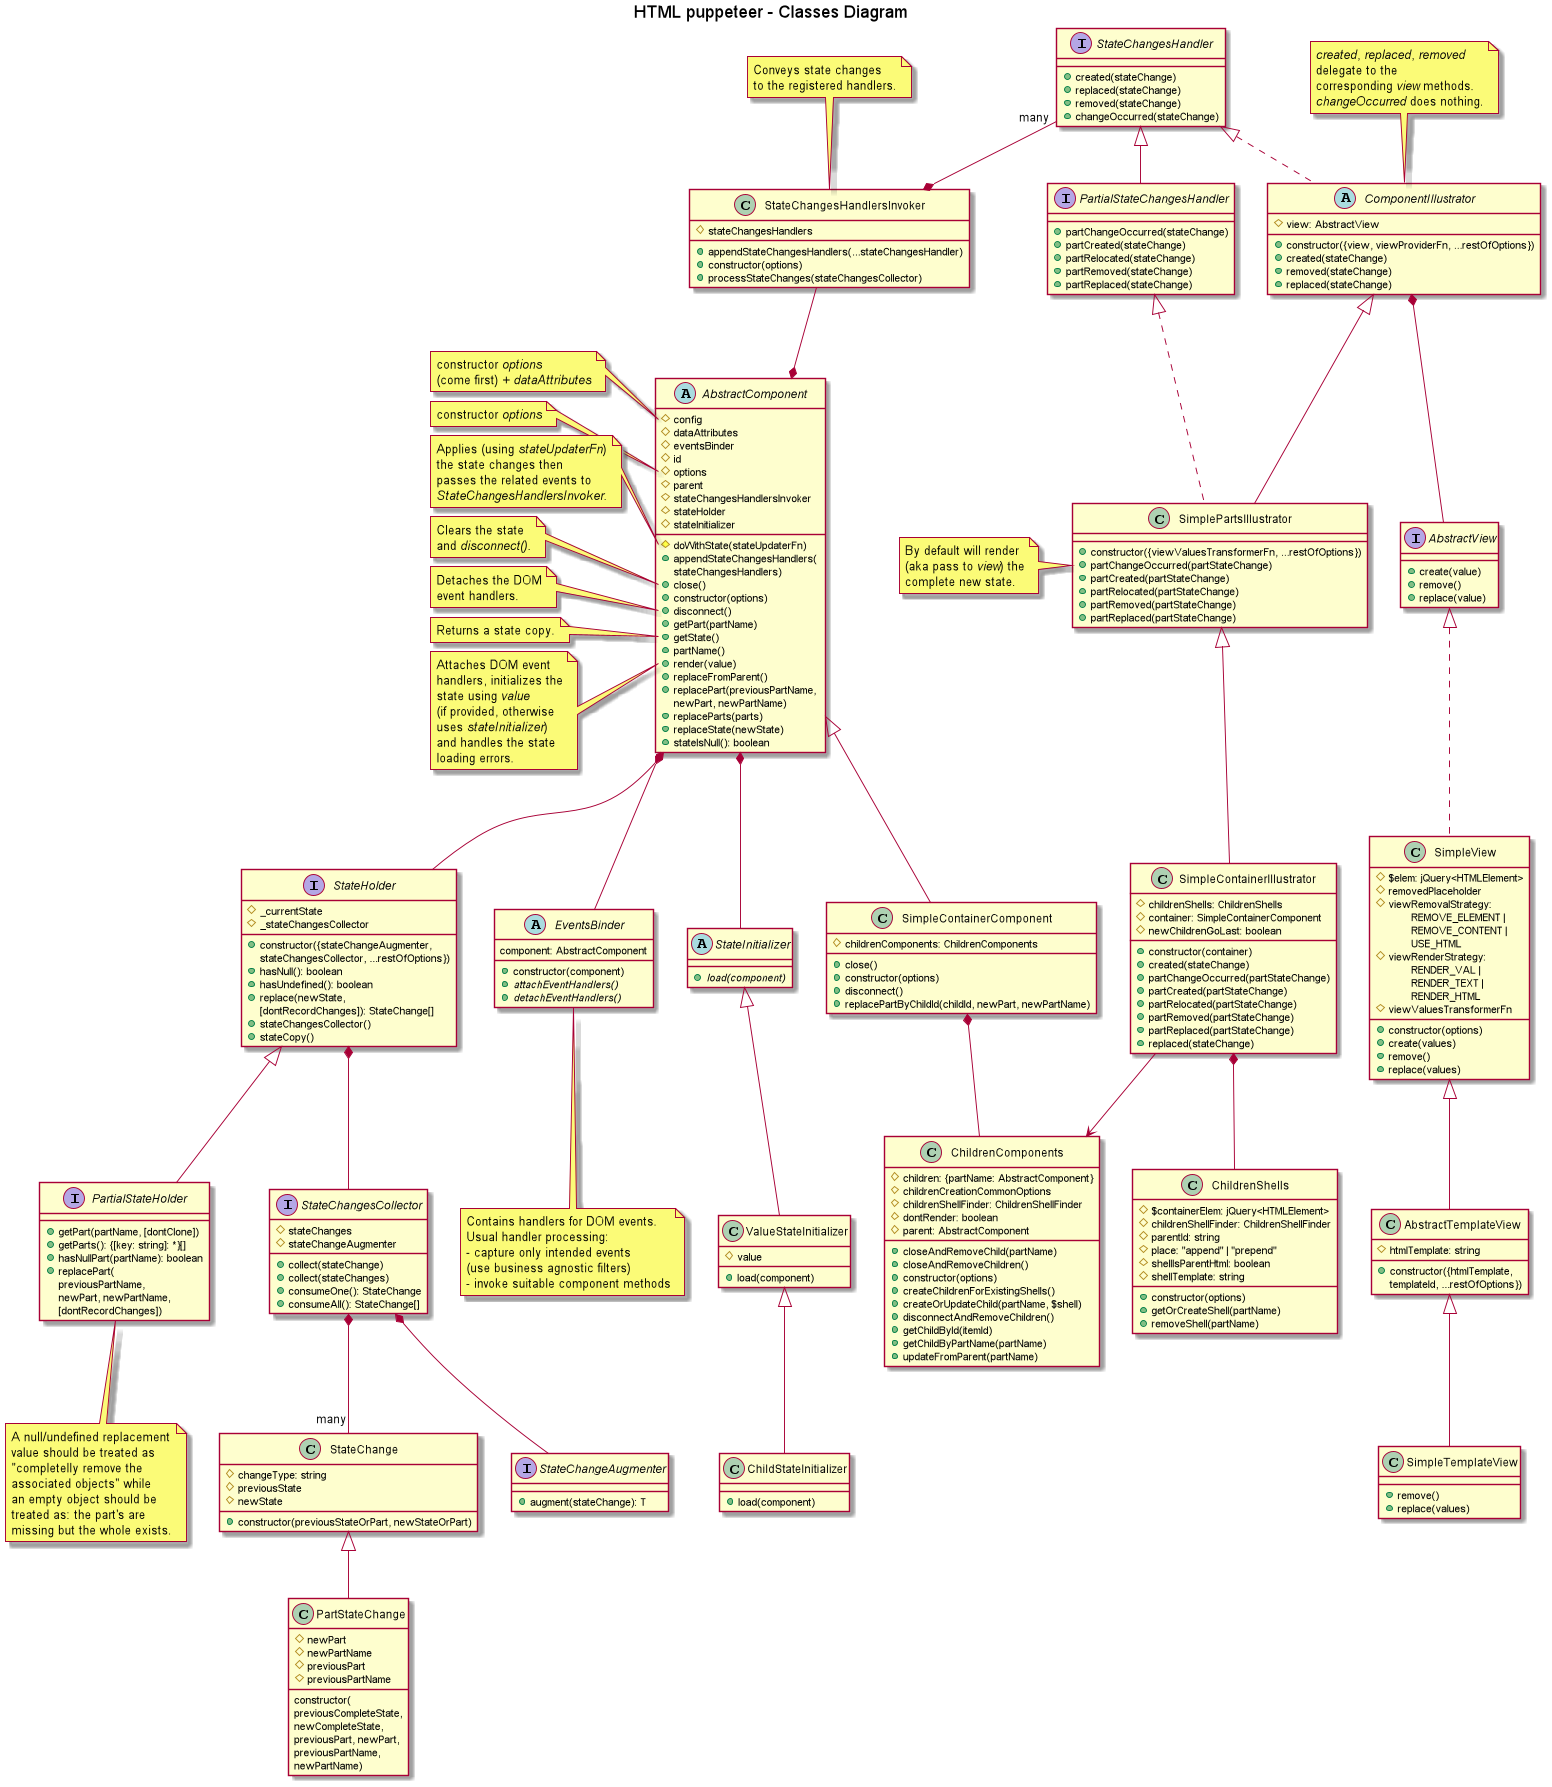 HTML puppeteer - Classes Diagram
I StateChangesHandler
created(stateChange)
replaced(stateChange)
removed(stateChange)
changeOccurred(stateChange)
created, replaced, removed
delegate to the
corresponding view methods.
changeOccurred does nothing.
Conveys state changes
to the registered handlers.
many
C StateChangesHandlersInvoker
stateChangesHandlers
appendStateChangesHandlers(...stateChangesHandler)
constructor(options)
processStateChanges(stateChangesCollector)
I PartialStateChangesHandler
partChangeOccurred(stateChange)
partCreated(stateChange)
partRelocated(stateChange)
partRemoved(stateChange)
partReplaced(stateChange)
A ComponentIllustrator
view: AbstractView
constructor({view, viewProviderFn, ...restOfOptions})
created(stateChange)
removed(stateChange)
replaced(stateChange)
constructor options
(come first) + dataAttributes
constructor options
Applies (using stateUpdaterFn)
the state changes then
passes the related events to
StateChangesHandlersInvoker.
Clears the state
and disconnect().
Detaches the DOM
event handlers.
Returns a state copy.
Attaches DOM event
handlers, initializes the
state using value
(if provided, otherwise
uses stateInitializer)
and handles the state
loading errors.
A AbstractComponent
config
dataAttributes
eventsBinder
id
options
parent
stateChangesHandlersInvoker
stateHolder
stateInitializer
doWithState(stateUpdaterFn)
appendStateChangesHandlers(
stateChangesHandlers)
close()
constructor(options)
disconnect()
getPart(partName)
getState()
partName()
render(value)
replaceFromParent()
replacePart(previousPartName,
newPart, newPartName)
replaceParts(parts)
replaceState(newState)
stateIsNull(): boolean
By default will render
(aka pass to view) the
complete new state.
C SimplePartsIllustrator
constructor({viewValuesTransformerFn, ...restOfOptions})
partChangeOccurred(partStateChange)
partCreated(partStateChange)
partRelocated(partStateChange)
partRemoved(partStateChange)
partReplaced(partStateChange)
I AbstractView
create(value)
remove()
replace(value)
I StateHolder
_currentState
_stateChangesCollector
constructor({stateChangeAugmenter,
stateChangesCollector, ...restOfOptions})
hasNull(): boolean
hasUndefined(): boolean
replace(newState,
[dontRecordChanges]): StateChange[]
stateChangesCollector()
stateCopy()
A EventsBinder
component: AbstractComponent
constructor(component)
attachEventHandlers()
detachEventHandlers()
A StateInitializer
load(component)
C SimpleContainerComponent
childrenComponents: ChildrenComponents
close()
constructor(options)
disconnect()
replacePartByChildId(childId, newPart, newPartName)
C SimpleContainerIllustrator
childrenShells: ChildrenShells
container: SimpleContainerComponent
newChildrenGoLast: boolean
constructor(container)
created(stateChange)
partChangeOccurred(partStateChange)
partCreated(partStateChange)
partRelocated(partStateChange)
partRemoved(partStateChange)
partReplaced(partStateChange)
replaced(stateChange)
C SimpleView
$elem: jQuery<HTMLElement>
removedPlaceholder
viewRemovalStrategy:
REMOVE_ELEMENT |
REMOVE_CONTENT |
USE_HTML
viewRenderStrategy:
RENDER_VAL |
RENDER_TEXT |
RENDER_HTML
viewValuesTransformerFn
constructor(options)
create(values)
remove()
replace(values)
I PartialStateHolder
getPart(partName, [dontClone])
getParts(): {[key: string]: *}[]
hasNullPart(partName): boolean
replacePart(
previousPartName,
newPart, newPartName,
[dontRecordChanges])
I StateChangesCollector
stateChanges
stateChangeAugmenter
collect(stateChange)
collect(stateChanges)
consumeOne(): StateChange
consumeAll(): StateChange[]
Contains handlers for DOM events.
Usual handler processing:
- capture only intended events
(use business agnostic filters)
- invoke suitable component methods
C ValueStateInitializer
value
load(component)
C ChildrenComponents
children: {partName: AbstractComponent}
childrenCreationCommonOptions
childrenShellFinder: ChildrenShellFinder
dontRender: boolean
parent: AbstractComponent
closeAndRemoveChild(partName)
closeAndRemoveChildren()
constructor(options)
createChildrenForExistingShells()
createOrUpdateChild(partName, $shell)
disconnectAndRemoveChildren()
getChildById(itemId)
getChildByPartName(partName)
updateFromParent(partName)
C ChildrenShells
$containerElem: jQuery<HTMLElement>
childrenShellFinder: ChildrenShellFinder
parentId: string
place: "append" | "prepend"
shellIsParentHtml: boolean
shellTemplate: string
constructor(options)
getOrCreateShell(partName)
removeShell(partName)
C AbstractTemplateView
htmlTemplate: string
constructor({htmlTemplate,
templateId, ...restOfOptions})
A null/undefined replacement
value should be treated as
"completelly remove the
associated objects" while
an empty object should be
treated as: the part's are
missing but the whole exists.
many
C StateChange
changeType: string
previousState
newState
constructor(previousStateOrPart, newStateOrPart)
I StateChangeAugmenter
augment(stateChange): T
C ChildStateInitializer
load(component)
C SimpleTemplateView
remove()
replace(values)
C PartStateChange
newPart
newPartName
previousPart
previousPartName
constructor(
previousCompleteState,
newCompleteState,
previousPart, newPart,
previousPartName,
newPartName)